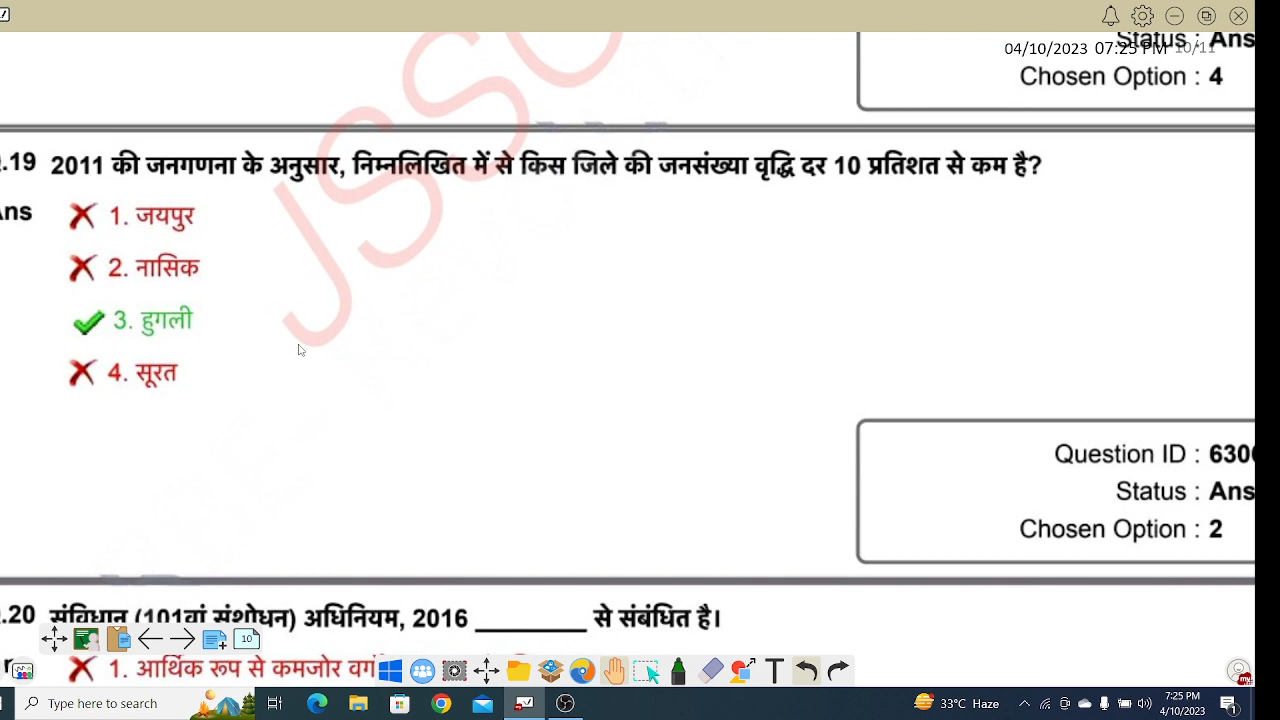 Status : Ans
04/10/2023 07:25 PM 10/11
Chosen Option : 4
JSSC
.19 2011 की जनगणना के अनुसार, निम्नलिखित में से किस जिले की जनसंख्या वृद्धि दर 10 प्रतिशत से कम है?
Ans
1. जयपुर
2. नासिक
3. हुगली
4. सूरत
Question ID : 630
Status : Ans
Chosen Option : 2
.20 संविधान (101वां संशोधन) अधिनियम, 2016 ________ से संबंधित है।
10
1. आर्थिक रूप से कमजोर वर्ग
Type here to search
33°C Haze
7:25 PM
4/10/2023